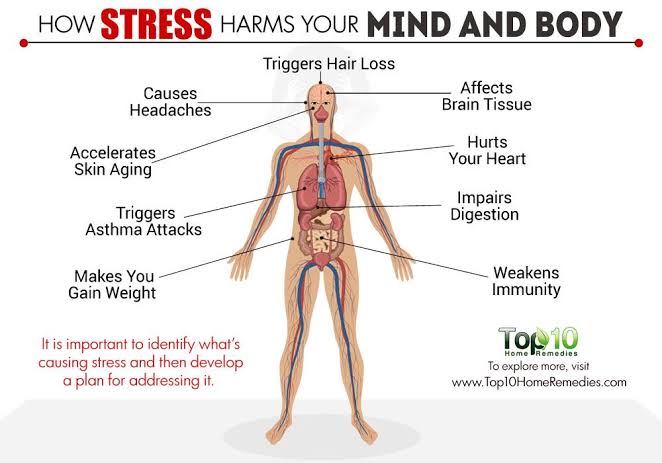 HOW STRESS HARMS YOUR MIND AND BODY
Triggers Hair Loss
Causes
Headaches
Affects
Brain Tissue
Accelerates
Skin Aging
Hurts
Your Heart
Triggers
Asthma Attacks
Impairs
Digestion
Makes You
Gain Weight
Weakens
Immunity
It is important to identify what's
causing stress and then develop
a plan for addressing it.
Top10
Home Remedies
To explore more, visit
www.Top10HomeRemedies.com